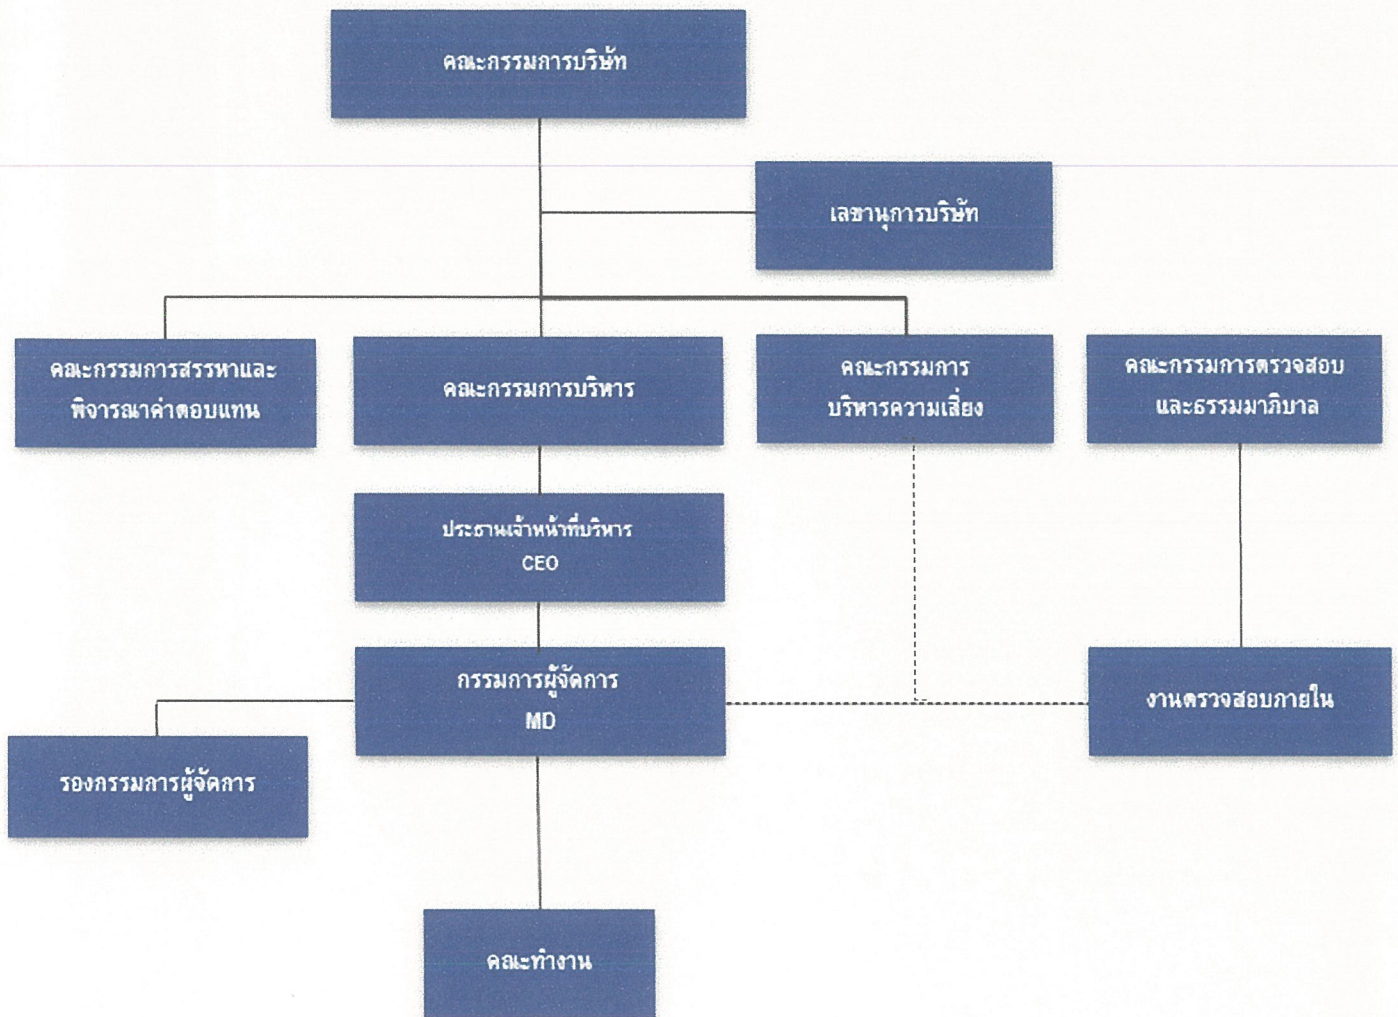 คณะกรรมการบริษัท
เลขานุการบริษัท
คณะกรรมการสรรหาและ
พิจารณาค่าตอบแทน
คณะกรรมการบริหาร
คณะกรรมการ
บริหารความเสี่ยง
คณะกรรมการตรวจสอบ
และธรรมมาภิบาล
ประธานเจ้าหน้าที่บริหาร
CEO
กรรมการผู้จัดการ
MD
งานตรวจสอบภายใน
รองกรรมการผู้จัดการ
คณะทำงาน